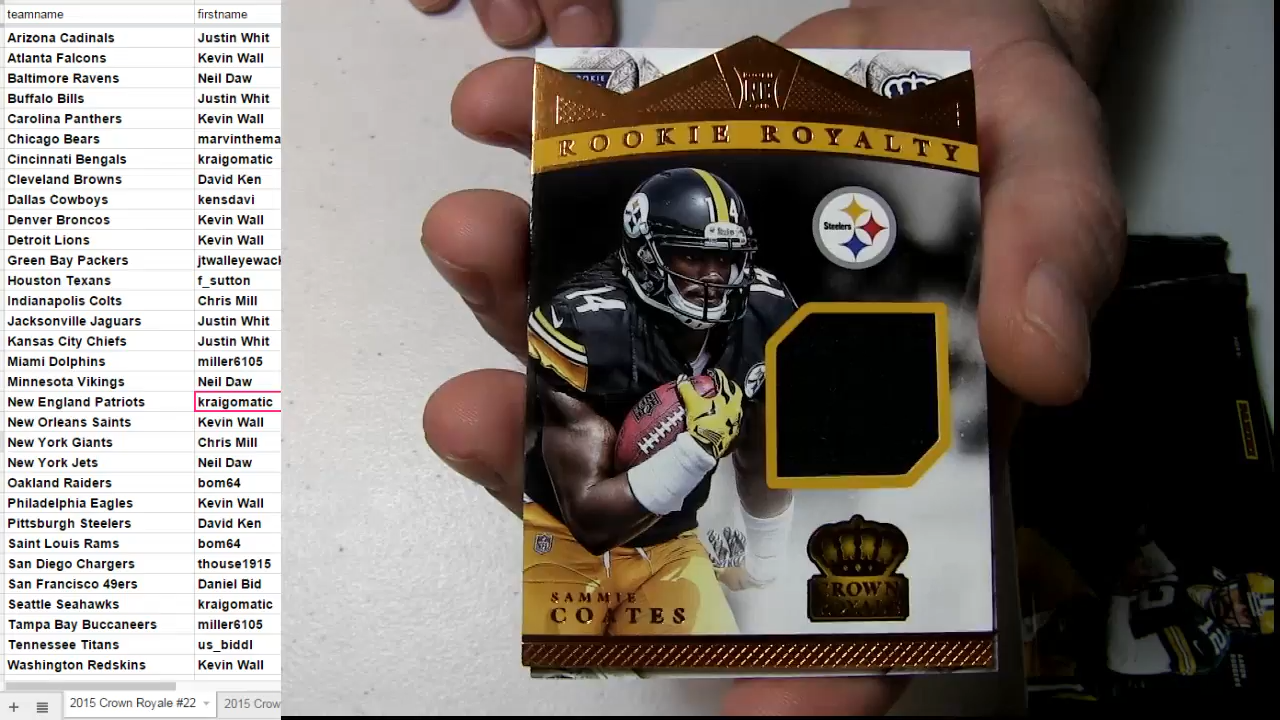 teamname firstname
Arizona Cadinals Justin Whit
Atlanta Falcons Kevin Wall
Baltimore Ravens Neil Daw
Buffalo Bills Justin Whit
Carolina Panthers Kevin Wall
Chicago Bears marvinthema
Cincinnati Bengals kraigomatic
Cleveland Browns David Ken
Dallas Cowboys kensdavi
Denver Broncos Kevin Wall
Detroit Lions Kevin Wall
Green Bay Packers jtwalleyewack
Houston Texans f_sutton
Indianapolis Colts Chris Mill
Jacksonville Jaguars Justin Whit
Kansas City Chiefs Justin Whit
Miami Dolphins miller6105
Minnesota Vikings Neil Daw
New England Patriots kraigomatic
New Orleans Saints Kevin Wall
New York Giants Chris Mill
New York Jets Neil Daw
Oakland Raiders bom64
Philadelphia Eagles Kevin Wall
Pittsburgh Steelers David Ken
Saint Louis Rams bom64
San Diego Chargers thouse1915
San Francisco 49ers Daniel Bid
Seattle Seahawks kraigomatic
Tampa Bay Buccaneers miller6105
Tennessee Titans us_biddl
Washington Redskins Kevin Wall
2015 Crown Royale #22 2015 Crow
ROOKIE ROYALTY
Steelers
14
14
SAMMIE
COATES
CROWN
ROYALE
NFL